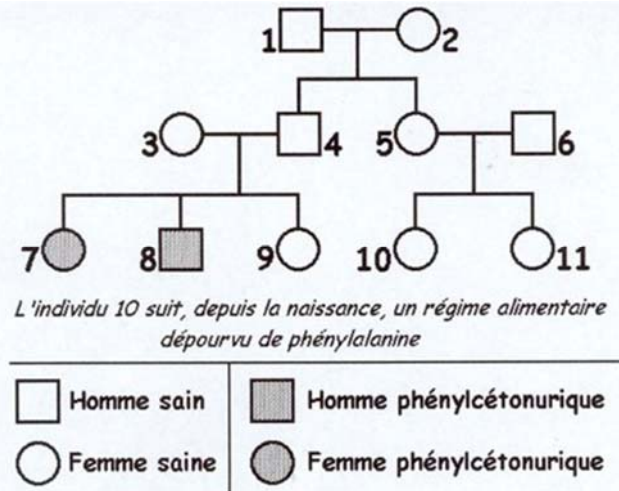 1 2
3 4 5 6
7 8 9 10 11
L'individu 10 suit, depuis la naissance, un régime alimentaire
dépourvu de phénylalanine
Homme sain Homme phénylcétonurique
Femme saine Femme phénylcétonurique